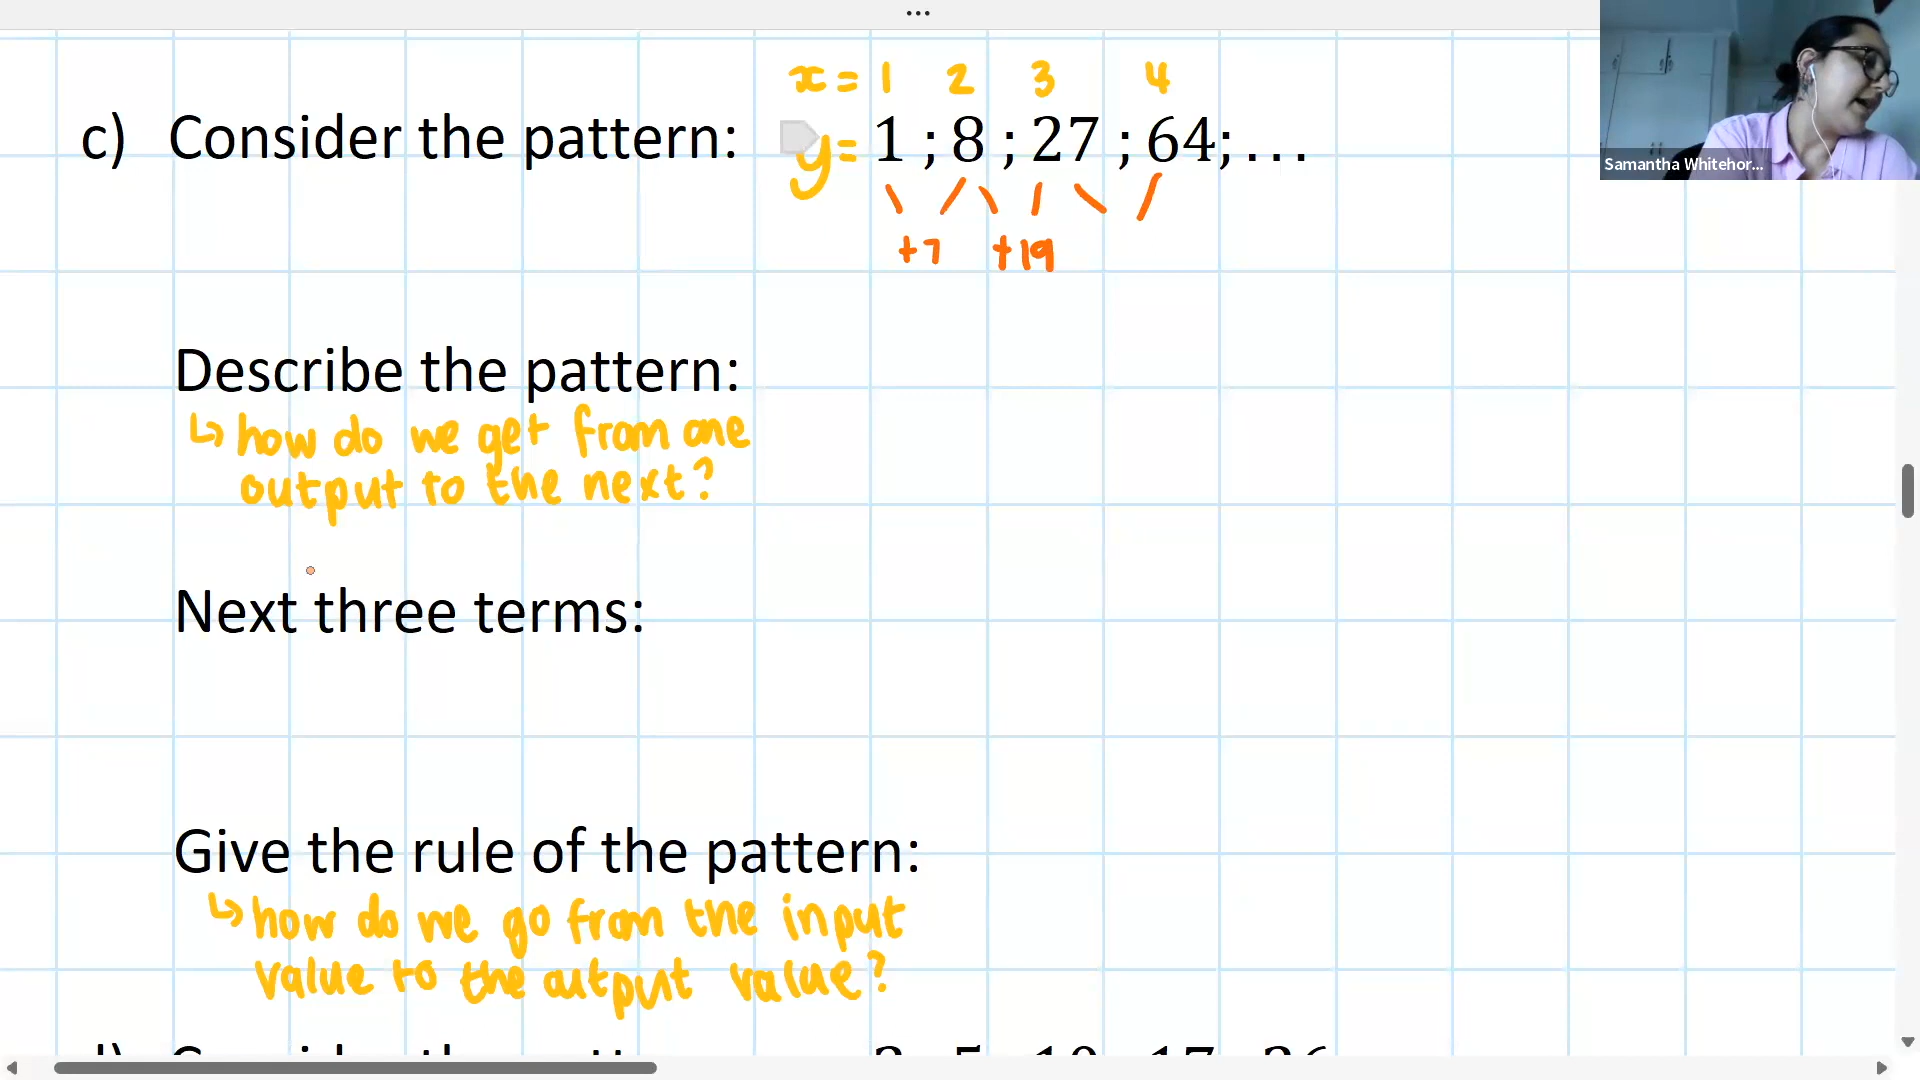 ...
x = 1 2 3 4
c) Consider the pattern: y= 1 ; 8 ; 27 ; 64; ...
+7 +19
Samantha Whitehor...
Describe the pattern:
↳ how do we get from one
output to the next?
Next three terms:
Give the rule of the pattern:
↳ how do we go from the input
value to the output value?